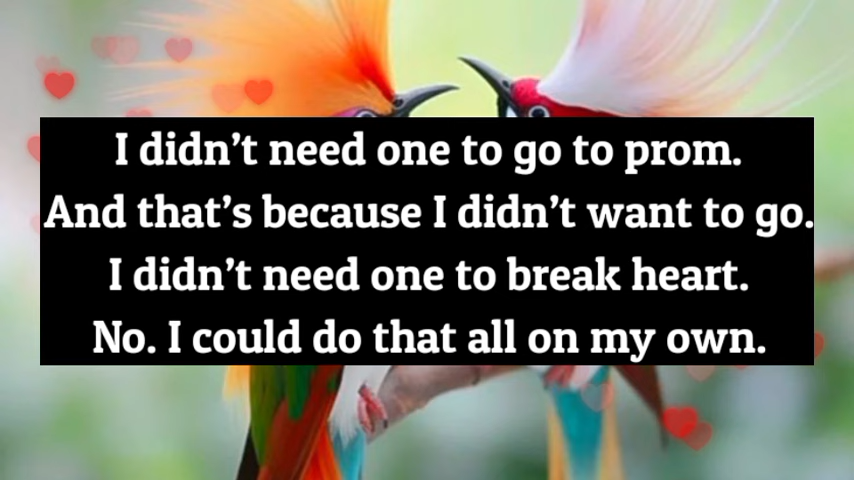 I didn’t need one to go to prom.
And that’s because I didn’t want to go.
I didn’t need one to break heart.
No. I could do that all on my own.